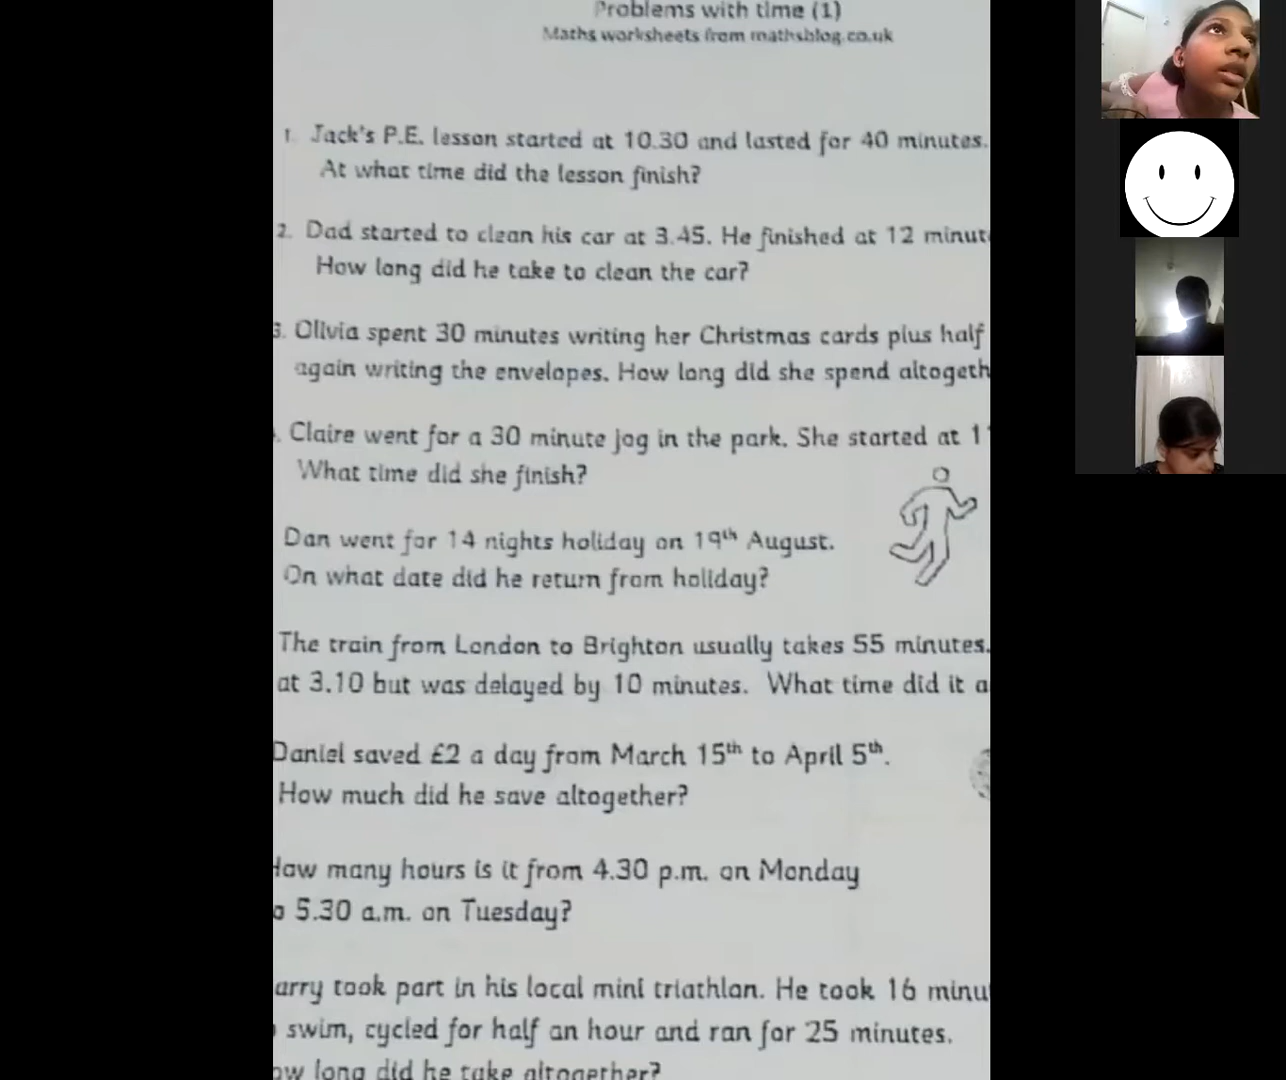 Problems with time (1)
Maths worksheets from mathsblog.co.uk
1. Jack's P.E. lesson started at 10.30 and lasted for 40 minutes.
At what time did the lesson finish?
2. Dad started to clean his car at 3.45. He finished at 12 minut
How long did he take to clean the car?
3. Olivia spent 30 minutes writing her Christmas cards plus half
again writing the envelopes. How long did she spend altogeth
. Claire went for a 30 minute jog in the park. She started at 1
What time did she finish?
Dan went for 14 nights holiday on 19th August.
On what date did he return from holiday?
The train from London to Brighton usually takes 55 minutes.
at 3.10 but was delayed by 10 minutes. What time did it a
Daniel saved £2 a day from March 15th to April 5th.
How much did he save altogether?
How many hours is it from 4.30 p.m. on Monday
o 5.30 a.m. on Tuesday?
arry took part in his local mini triathlon. He took 16 minu
swim, cycled for half an hour and ran for 25 minutes.
ow long did he take altogether?